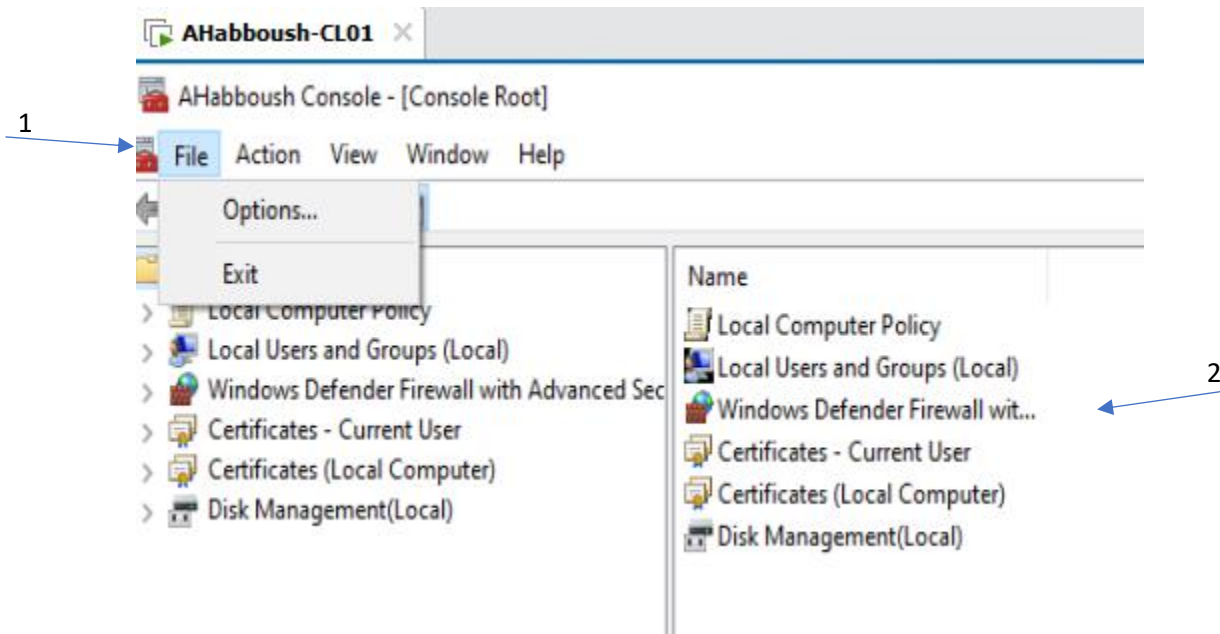 AHabboush-CL01
AHabboush Console - [Console Root]
1
File Action View Window Help
Options...
Exit
Name
Local Computer Policy
Local Users and Groups (Local)
Windows Defender Firewall with Advanced Sec
Certificates - Current User
Certificates (Local Computer)
Disk Management(Local)
Local Computer Policy
Local Users and Groups (Local)
Windows Defender Firewall wit...
Certificates - Current User
Certificates (Local Computer)
Disk Management(Local)
2